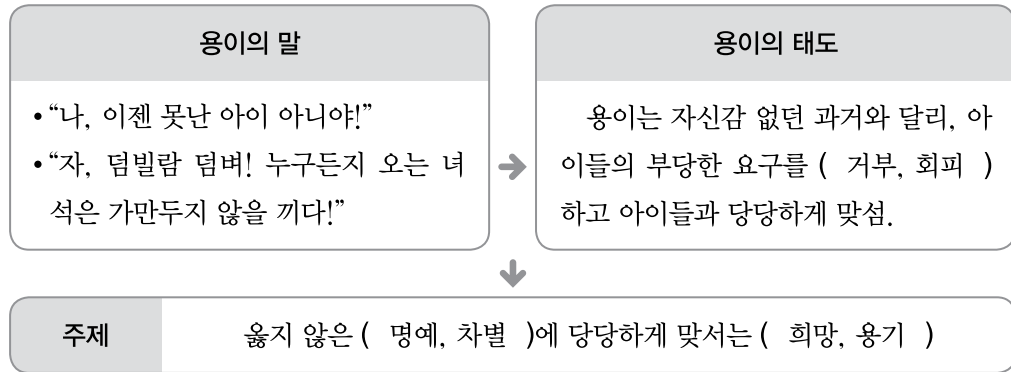 용이의 말
• “나, 이젠 못난 아이 아니야!”
• “자, 덤빌람 덤벼! 누구든지 오는 녀
석은 가만두지 않을 끼다!”
용이의 태도
용이는 자신감 없던 과거와 달리, 아
이들의 부당한 요구를 ( 거부, 회피 )
하고 아이들과 당당하게 맞섬.
주제
옳지 않은 ( 명예, 차별 )에 당당하게 맞서는 ( 희망, 용기 )